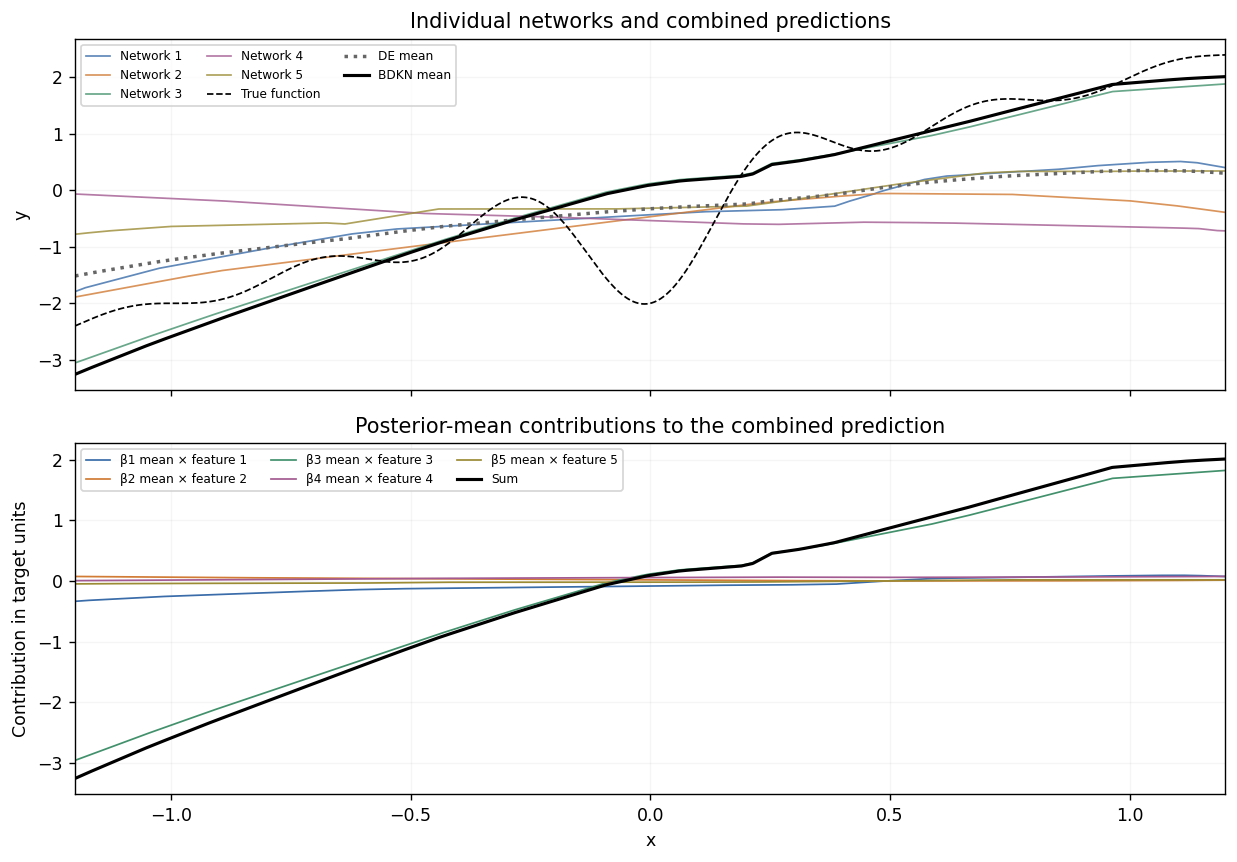 Individual networks and combined predictions
Network 1
Network 2
Network 3
Network 4
Network 5
True function
DE mean
BDKN mean
2
1
0
−1
−2
−3
y
Posterior-mean contributions to the combined prediction
β1 mean × feature 1
β2 mean × feature 2
β3 mean × feature 3
β4 mean × feature 4
β5 mean × feature 5
Sum
2
1
0
−1
−2
−3
Contribution in target units
−1.0
−0.5
0.0
0.5
1.0
x